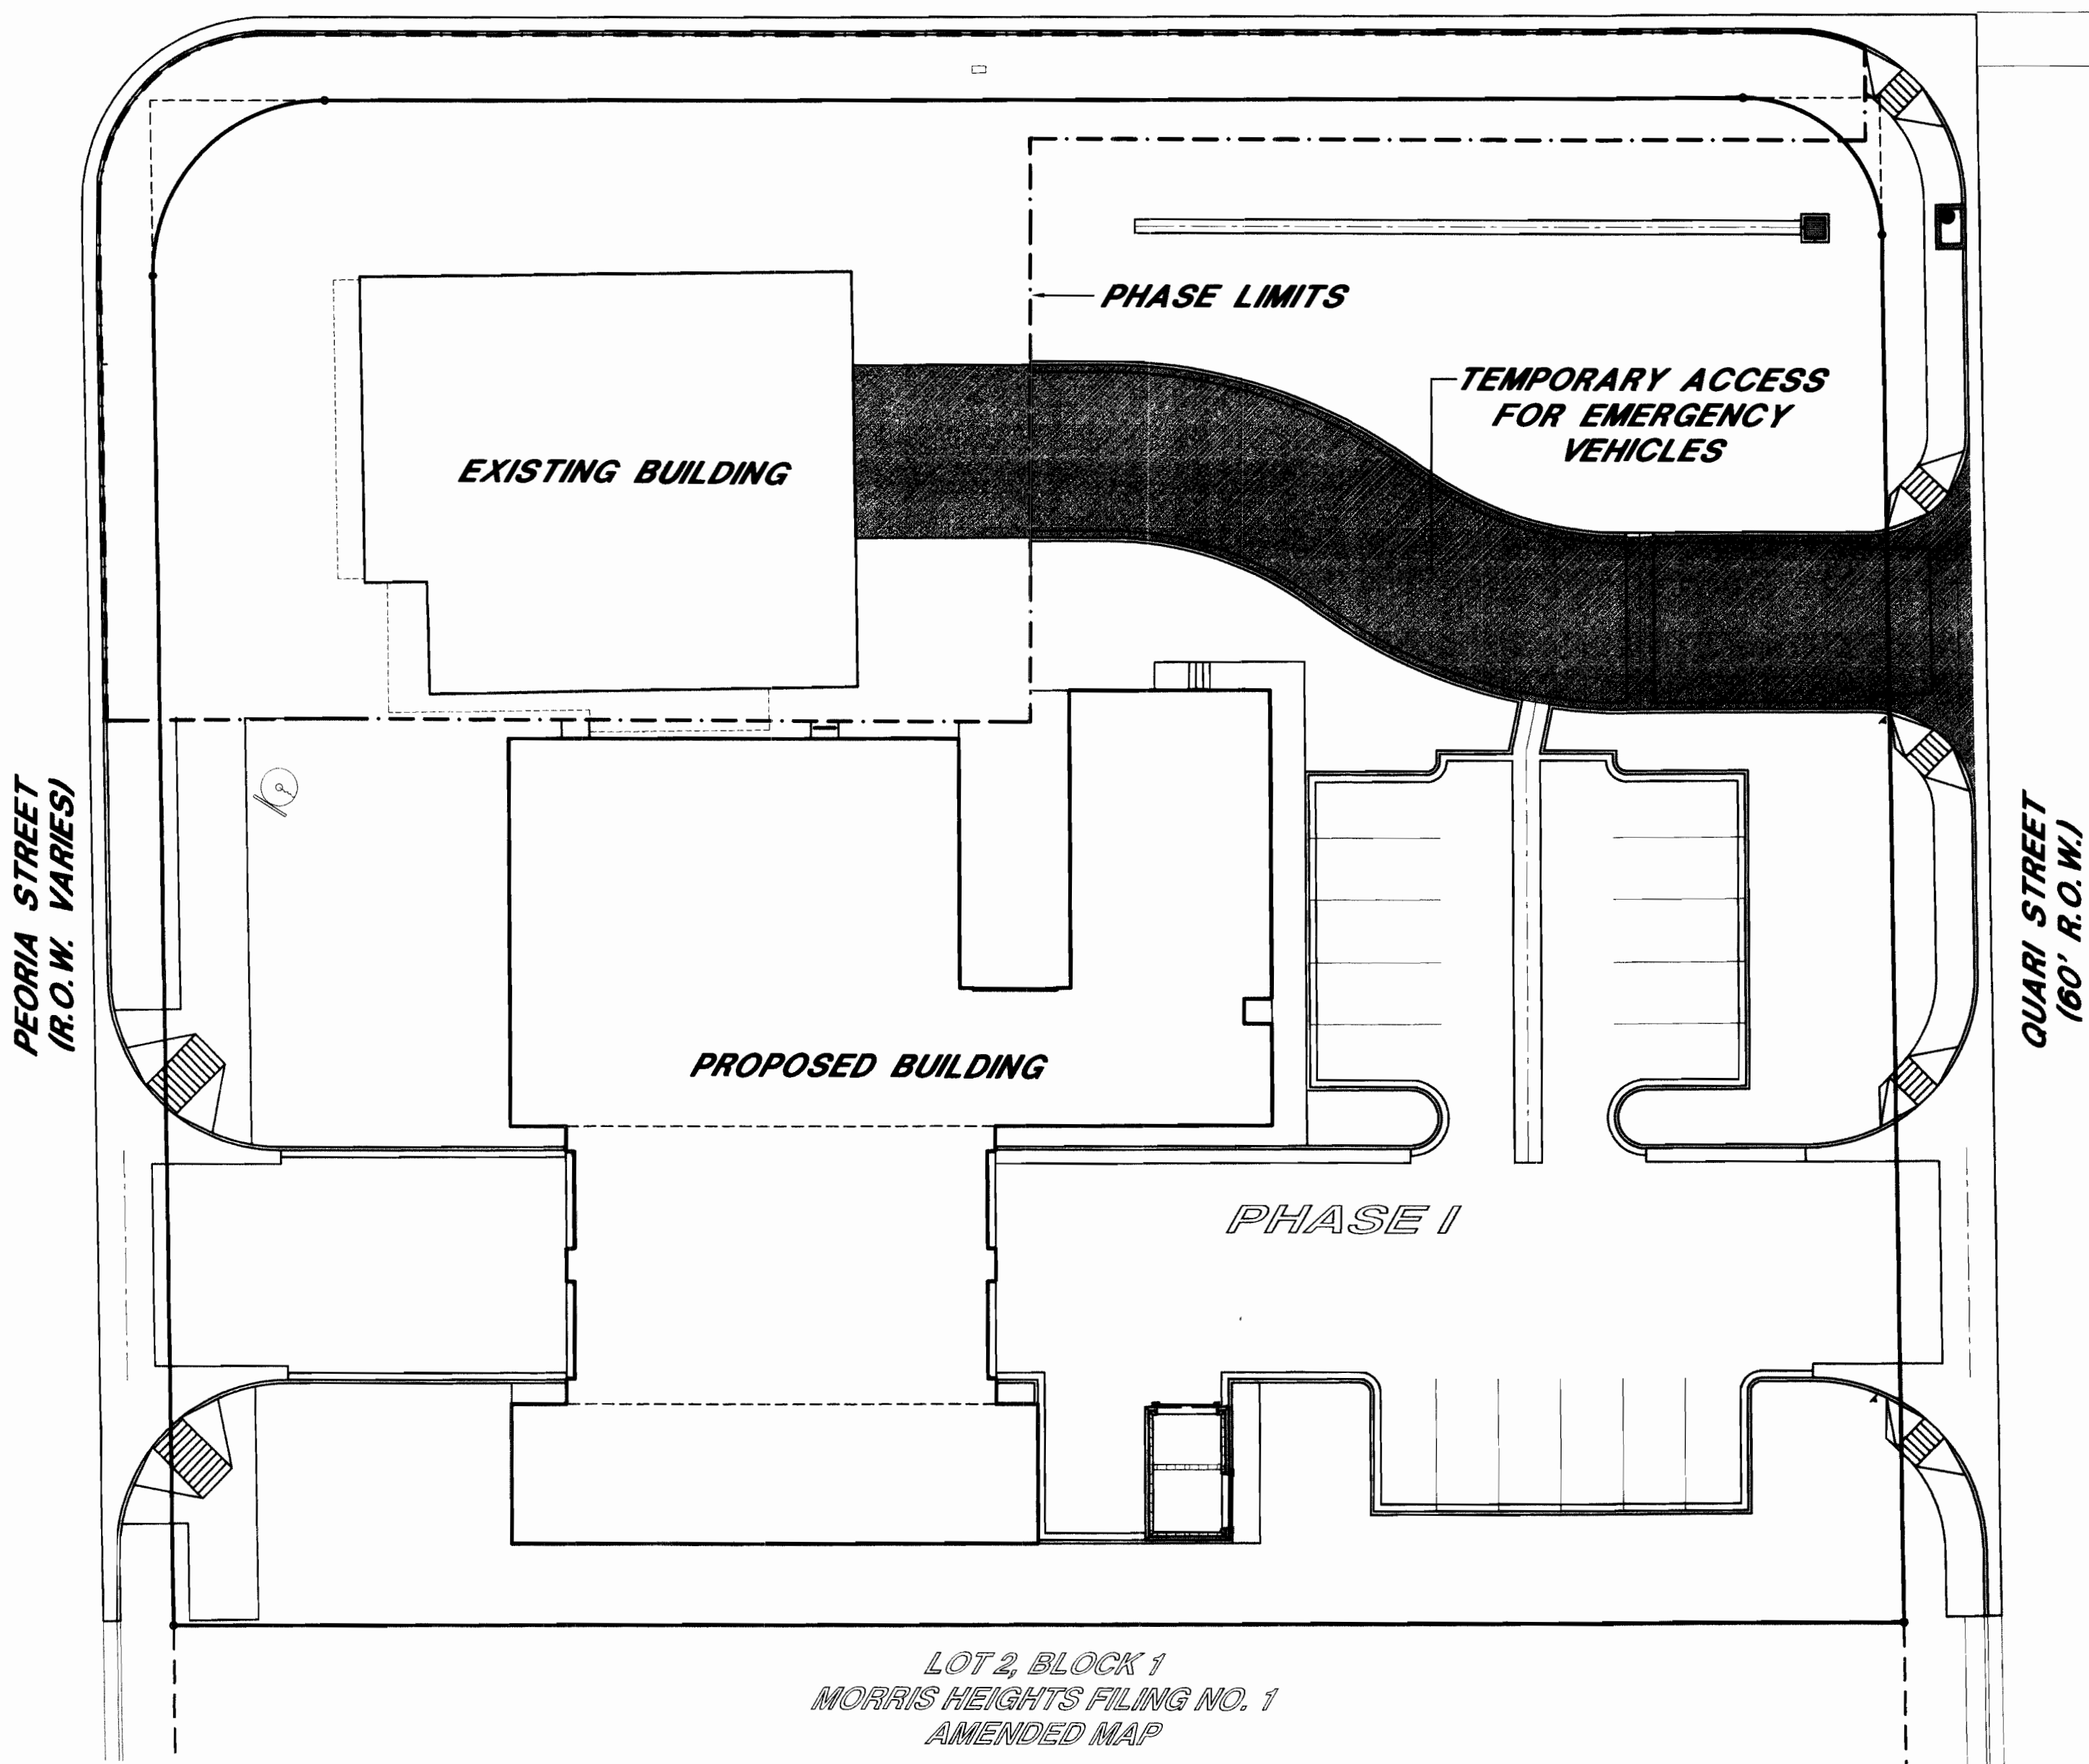 PHASE LIMITS
TEMPORARY ACCESS
FOR EMERGENCY
VEHICLES
EXISTING BUILDING
PEORIA STREET
(R.O.W. VARIES)
QUARI STREET
(60' R.O.W.)
PROPOSED BUILDING
PHASE I
LOT 2, BLOCK 1
MORRIS HEIGHTS FILING NO. 1
AMENDED MAP